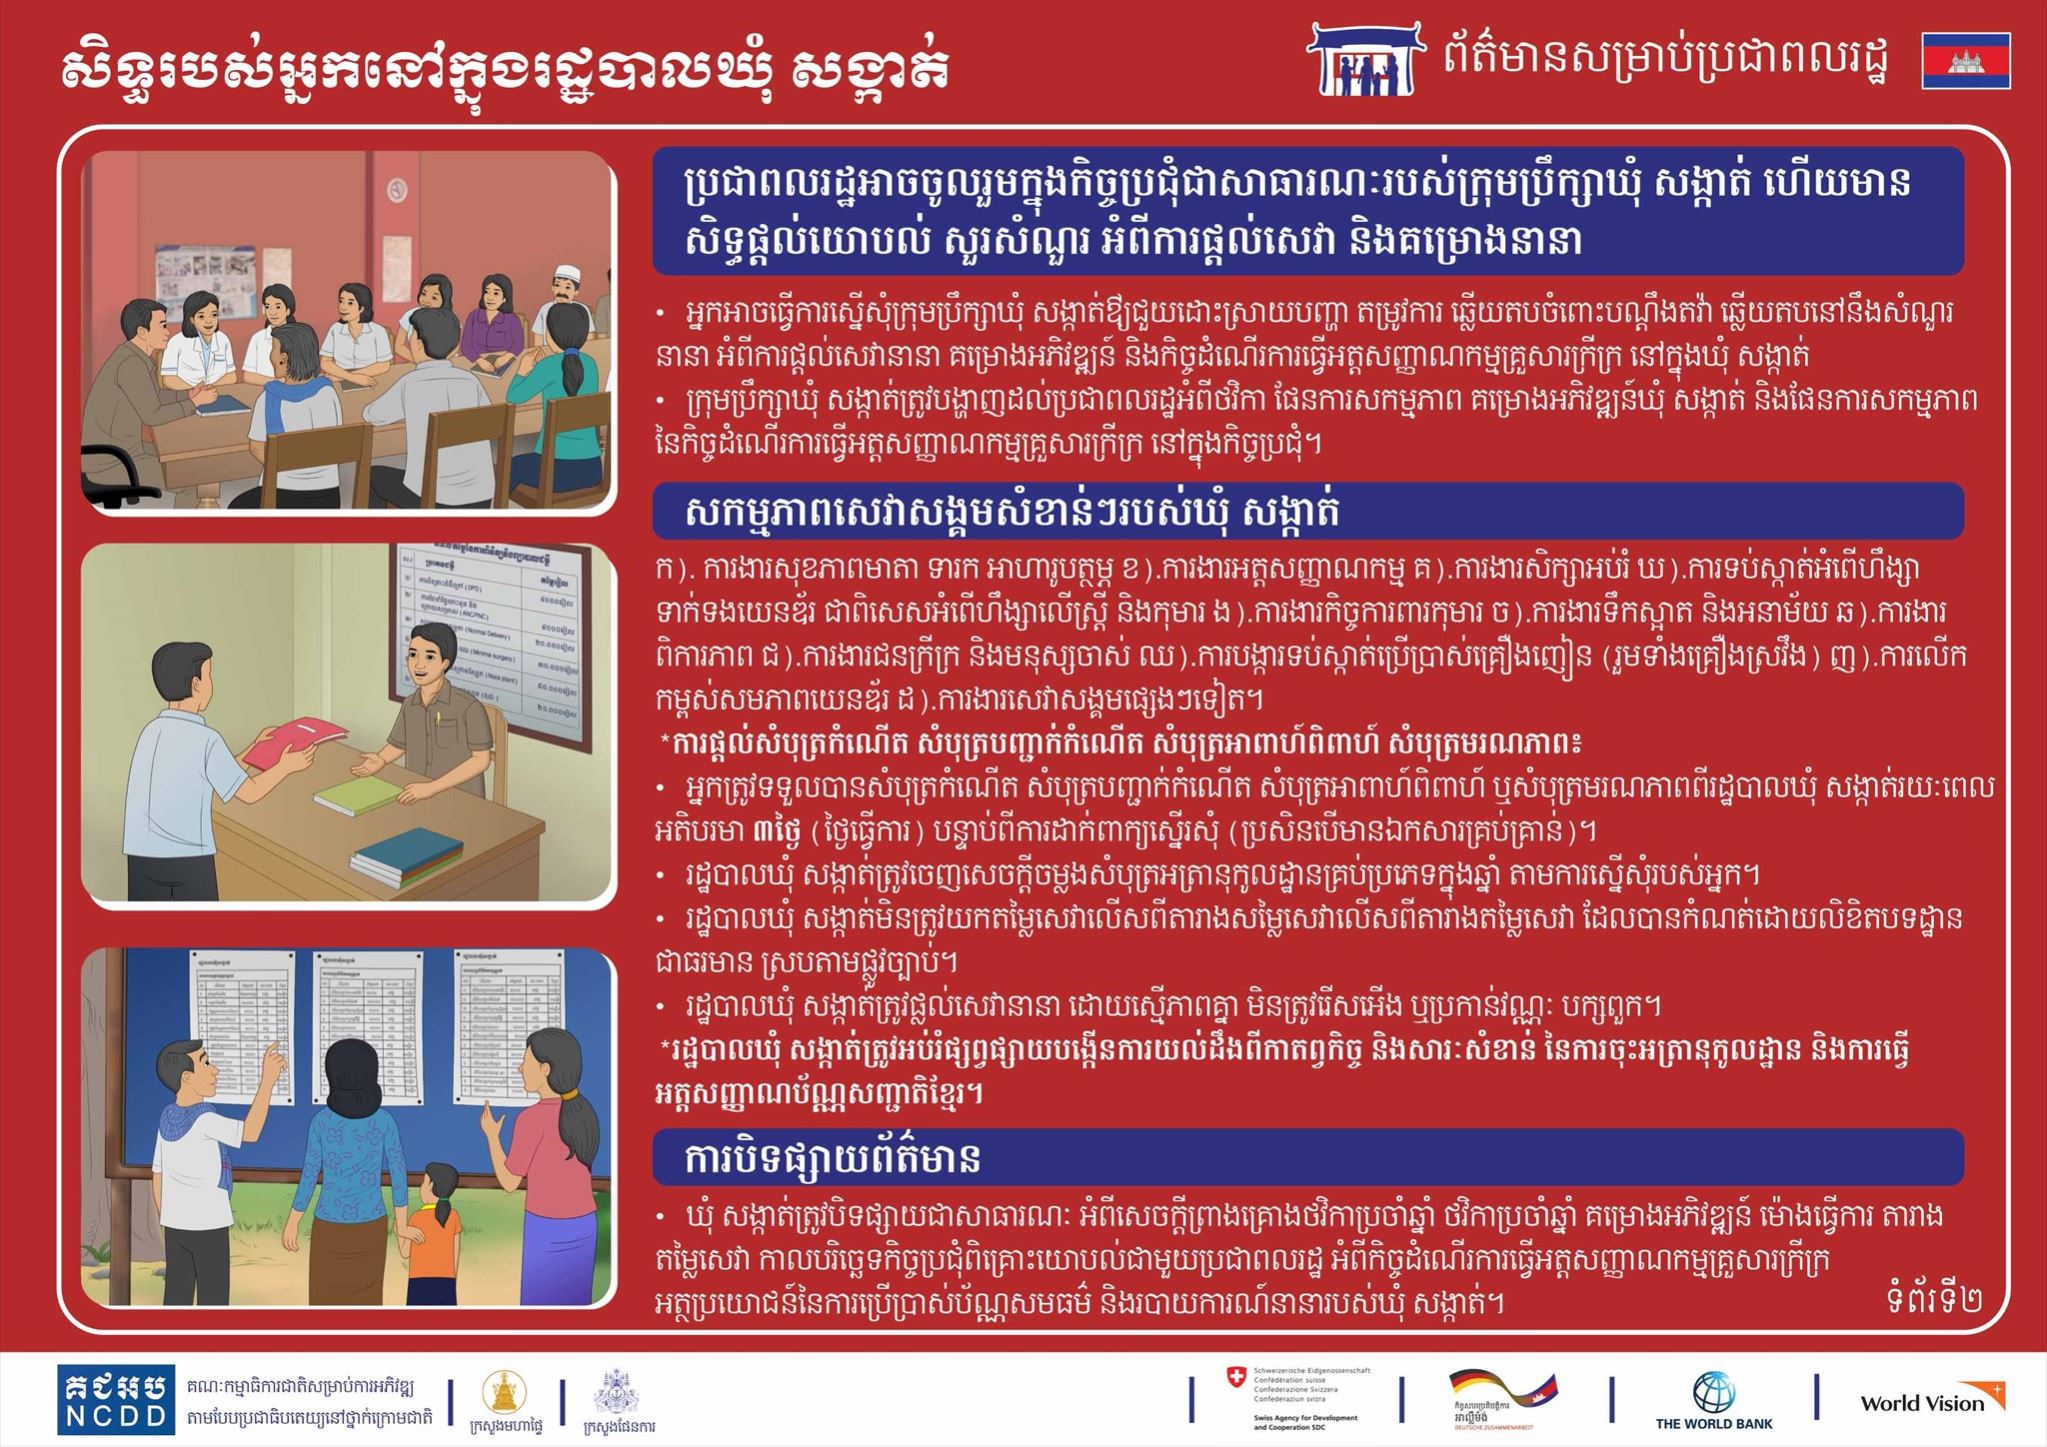 សិទ្ធរបស់អ្នកនៅក្នុងរដ្ឋបាលឃុំ សង្កាត់
ព័ត៌មានសម្រាប់ប្រជាពលរដ្ឋ
ប្រជាពលរដ្ឋអាចចូលរួមក្នុងកិច្ចប្រជុំជាសាធារណៈរបស់ក្រុមប្រឹក្សាឃុំ សង្កាត់ ហើយមាន
សិទ្ធផ្តល់យោបល់ សួរសំណួរ អំពីការផ្តល់សេវា និងគម្រោងនានា
• អ្នកអាចធ្វើការស្នើសុំក្រុមប្រឹក្សាឃុំ សង្កាត់ឱ្យជួយដោះស្រាយបញ្ហា តម្រូវការ ឆ្លើយតបចំពោះបណ្តឹងតវ៉ា ឆ្លើយតបនៅនឹងសំណួរ
នានា អំពីការផ្តល់សេវានានា គម្រោងអភិវឌ្ឍន៍ និងកិច្ចដំណើរការធ្វើអត្តសញ្ញាណកម្មគ្រួសារក្រីក្រ នៅក្នុងឃុំ សង្កាត់
• ក្រុមប្រឹក្សាឃុំ សង្កាត់ត្រូវបង្ហាញដល់ប្រជាពលរដ្ឋអំពីថវិកា ផែនការសកម្មភាព គម្រោងអភិវឌ្ឍន៍ឃុំ សង្កាត់ និងផែនការសកម្មភាព
នៃកិច្ចដំណើរការធ្វើអត្តសញ្ញាណកម្មគ្រួសារក្រីក្រ នៅក្នុងកិច្ចប្រជុំ។
សកម្មភាពសេវាសង្គមសំខាន់ៗរបស់ឃុំ សង្កាត់
ក). ការងារសុខភាពមាតា ទារក អាហារូបត្ថម្ភ ខ).ការងារអត្តសញ្ញាណកម្ម គ).ការងារសិក្សាអប់រំ ឃ).ការទប់ស្កាត់អំពើហឹង្សា
ទាក់ទងយេនឌ័រ ជាពិសេសអំពើហឹង្សាលើស្ត្រី និងកុមារ ង).ការងារកិច្ចការពារកុមារ ច).ការងារទឹកស្អាត និងអនាម័យ ឆ).ការងារ
ពិការភាព ជ).ការងារជនក្រីក្រ និងមនុស្សចាស់ ឈ).ការបង្ការទប់ស្កាត់ប្រើប្រាស់គ្រឿងញៀន (រួមទាំងគ្រឿងស្រវឹង) ញ).ការលើក
កម្ពស់សមភាពយេនឌ័រ ដ).ការងារសេវាសង្គមផ្សេងៗទៀត។
*ការផ្តល់សំបុត្រកំណើត សំបុត្របញ្ជាក់កំណើត សំបុត្រអាពាហ៍ពិពាហ៍ សំបុត្រមរណភាព៖
• អ្នកត្រូវទទួលបានសំបុត្រកំណើត សំបុត្របញ្ជាក់កំណើត សំបុត្រអាពាហ៍ពិពាហ៍ ឬសំបុត្រមរណភាពពីរដ្ឋបាលឃុំ សង្កាត់រយៈពេល
អតិបរមា ៣ថ្ងៃ (ថ្ងៃធ្វើការ) បន្ទាប់ពីការដាក់ពាក្យស្នើរសុំ (ប្រសិនបើមានឯកសារគ្រប់គ្រាន់)។
• រដ្ឋបាលឃុំ សង្កាត់ត្រូវចេញសេចក្តីចម្លងសំបុត្រអត្រានុកូលដ្ឋានគ្រប់ប្រភេទក្នុងឆ្នាំ តាមការស្នើសុំរបស់អ្នក។
• រដ្ឋបាលឃុំ សង្កាត់មិនត្រូវយកតម្លៃសេវាលើសពីតារាងសម្លៃសេវាលើសពីតារាងតម្លៃសេវា ដែលបានកំណត់ដោយលិខិតបទដ្ឋាន
ជាធរមាន ស្របតាមផ្លូវច្បាប់។
• រដ្ឋបាលឃុំ សង្កាត់ត្រូវផ្តល់សេវានានា ដោយស្មើភាពគ្នា មិនត្រូវរើសអើង ឬប្រកាន់វណ្ណៈ បក្សពួក។
*រដ្ឋបាលឃុំ សង្កាត់ត្រូវអប់រំផ្សព្វផ្សាយបង្កើនការយល់ដឹងពីកាតព្វកិច្ច និងសារៈសំខាន់ នៃការចុះអត្រានុកូលដ្ឋាន និងការធ្វើ
អត្តសញ្ញាណប័ណ្ណសញ្ជាតិខ្មែរ។
ការបិទផ្សាយព័ត៌មាន
• ឃុំ សង្កាត់ត្រូវបិទផ្សាយជាសាធារណៈ អំពីសេចក្តីព្រាងគ្រោងថវិកាប្រចាំឆ្នាំ ថវិកាប្រចាំឆ្នាំ គម្រោងអភិវឌ្ឍន៍ ម៉ោងធ្វើការ តារាង
តម្លៃសេវា កាលបរិច្ឆេទកិច្ចប្រជុំពិគ្រោះយោបល់ជាមួយប្រជាពលរដ្ឋ អំពីកិច្ចដំណើរការធ្វើអត្តសញ្ញាណកម្មគ្រួសារក្រីក្រ
អត្ថប្រយោជន៍នៃការប្រើប្រាស់ប័ណ្ណសមធម៌ និងរបាយការណ៍នានារបស់ឃុំ សង្កាត់។
ទំព័រទី២
គជអប
NCDD
គណៈកម្មាធិការជាតិសម្រាប់ការអភិវឌ្ឍ
តាមបែបប្រជាធិបតេយ្យនៅថ្នាក់ក្រោមជាតិ
ក្រសួងមហាផ្ទៃ
ក្រសួងផែនការ
Schweizerische Eidgenossenschaft
Confédération suisse
Confederazione Svizzera
Confederaziun svizra
Swiss Agency for Development
and Cooperation SDC
កិច្ចសហប្រតិបត្តិការ
អាល្លឺម៉ង់
DEUTSCHE ZUSAMMENARBEIT
THE WORLD BANK
World Vision